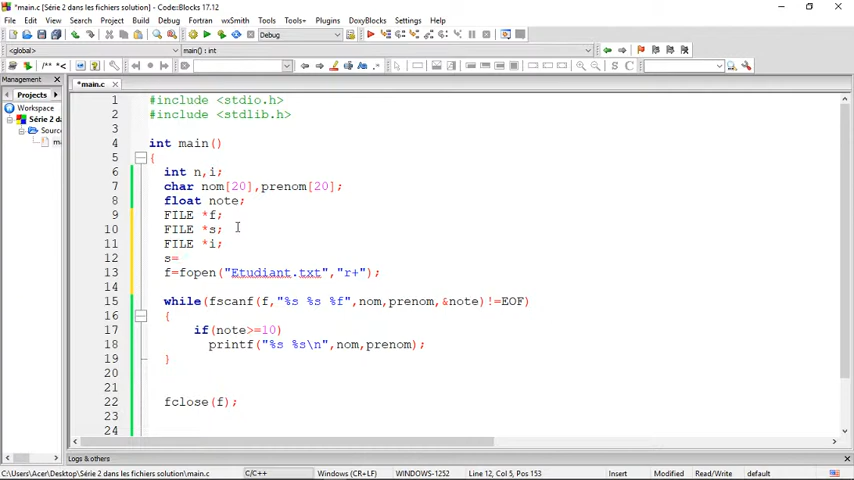 *main.c [Série 2 dans les fichiers solution] - Code::Blocks 17.12
File Edit View Search Project Build Debug Fortran wxSmith Tools Tools+ Plugins DoxyBlocks Settings Help
Debug
<global> main() : int
/** *<
Management
Projects
Workspace
Série 2
Sourc
ma
*main.c
1 #include <stdio.h>
2 #include <stdlib.h>
3
4 int main()
5 {
6 int n,i;
7 char nom[20],prenom[20];
8 float note;
9 FILE *f;
10 FILE *s;
11 FILE *i;
12 s=
13 f=fopen("Etudiant.txt","r+");
14
15 while(fscanf(f,"%s %s %f",nom,prenom,&note)!=EOF)
16 {
17 if(note>=10)
18 printf("%s %s\n",nom,prenom);
19 }
20
21
22 fclose(f);
23
24
Logs & others
C:\Users\Acer\Desktop\Série 2 dans les fichiers solution\main.c C/C++ Windows (CR+LF) WINDOWS-1252 Line 12, Col 5, Pos 153 Insert Modified Read/Write default